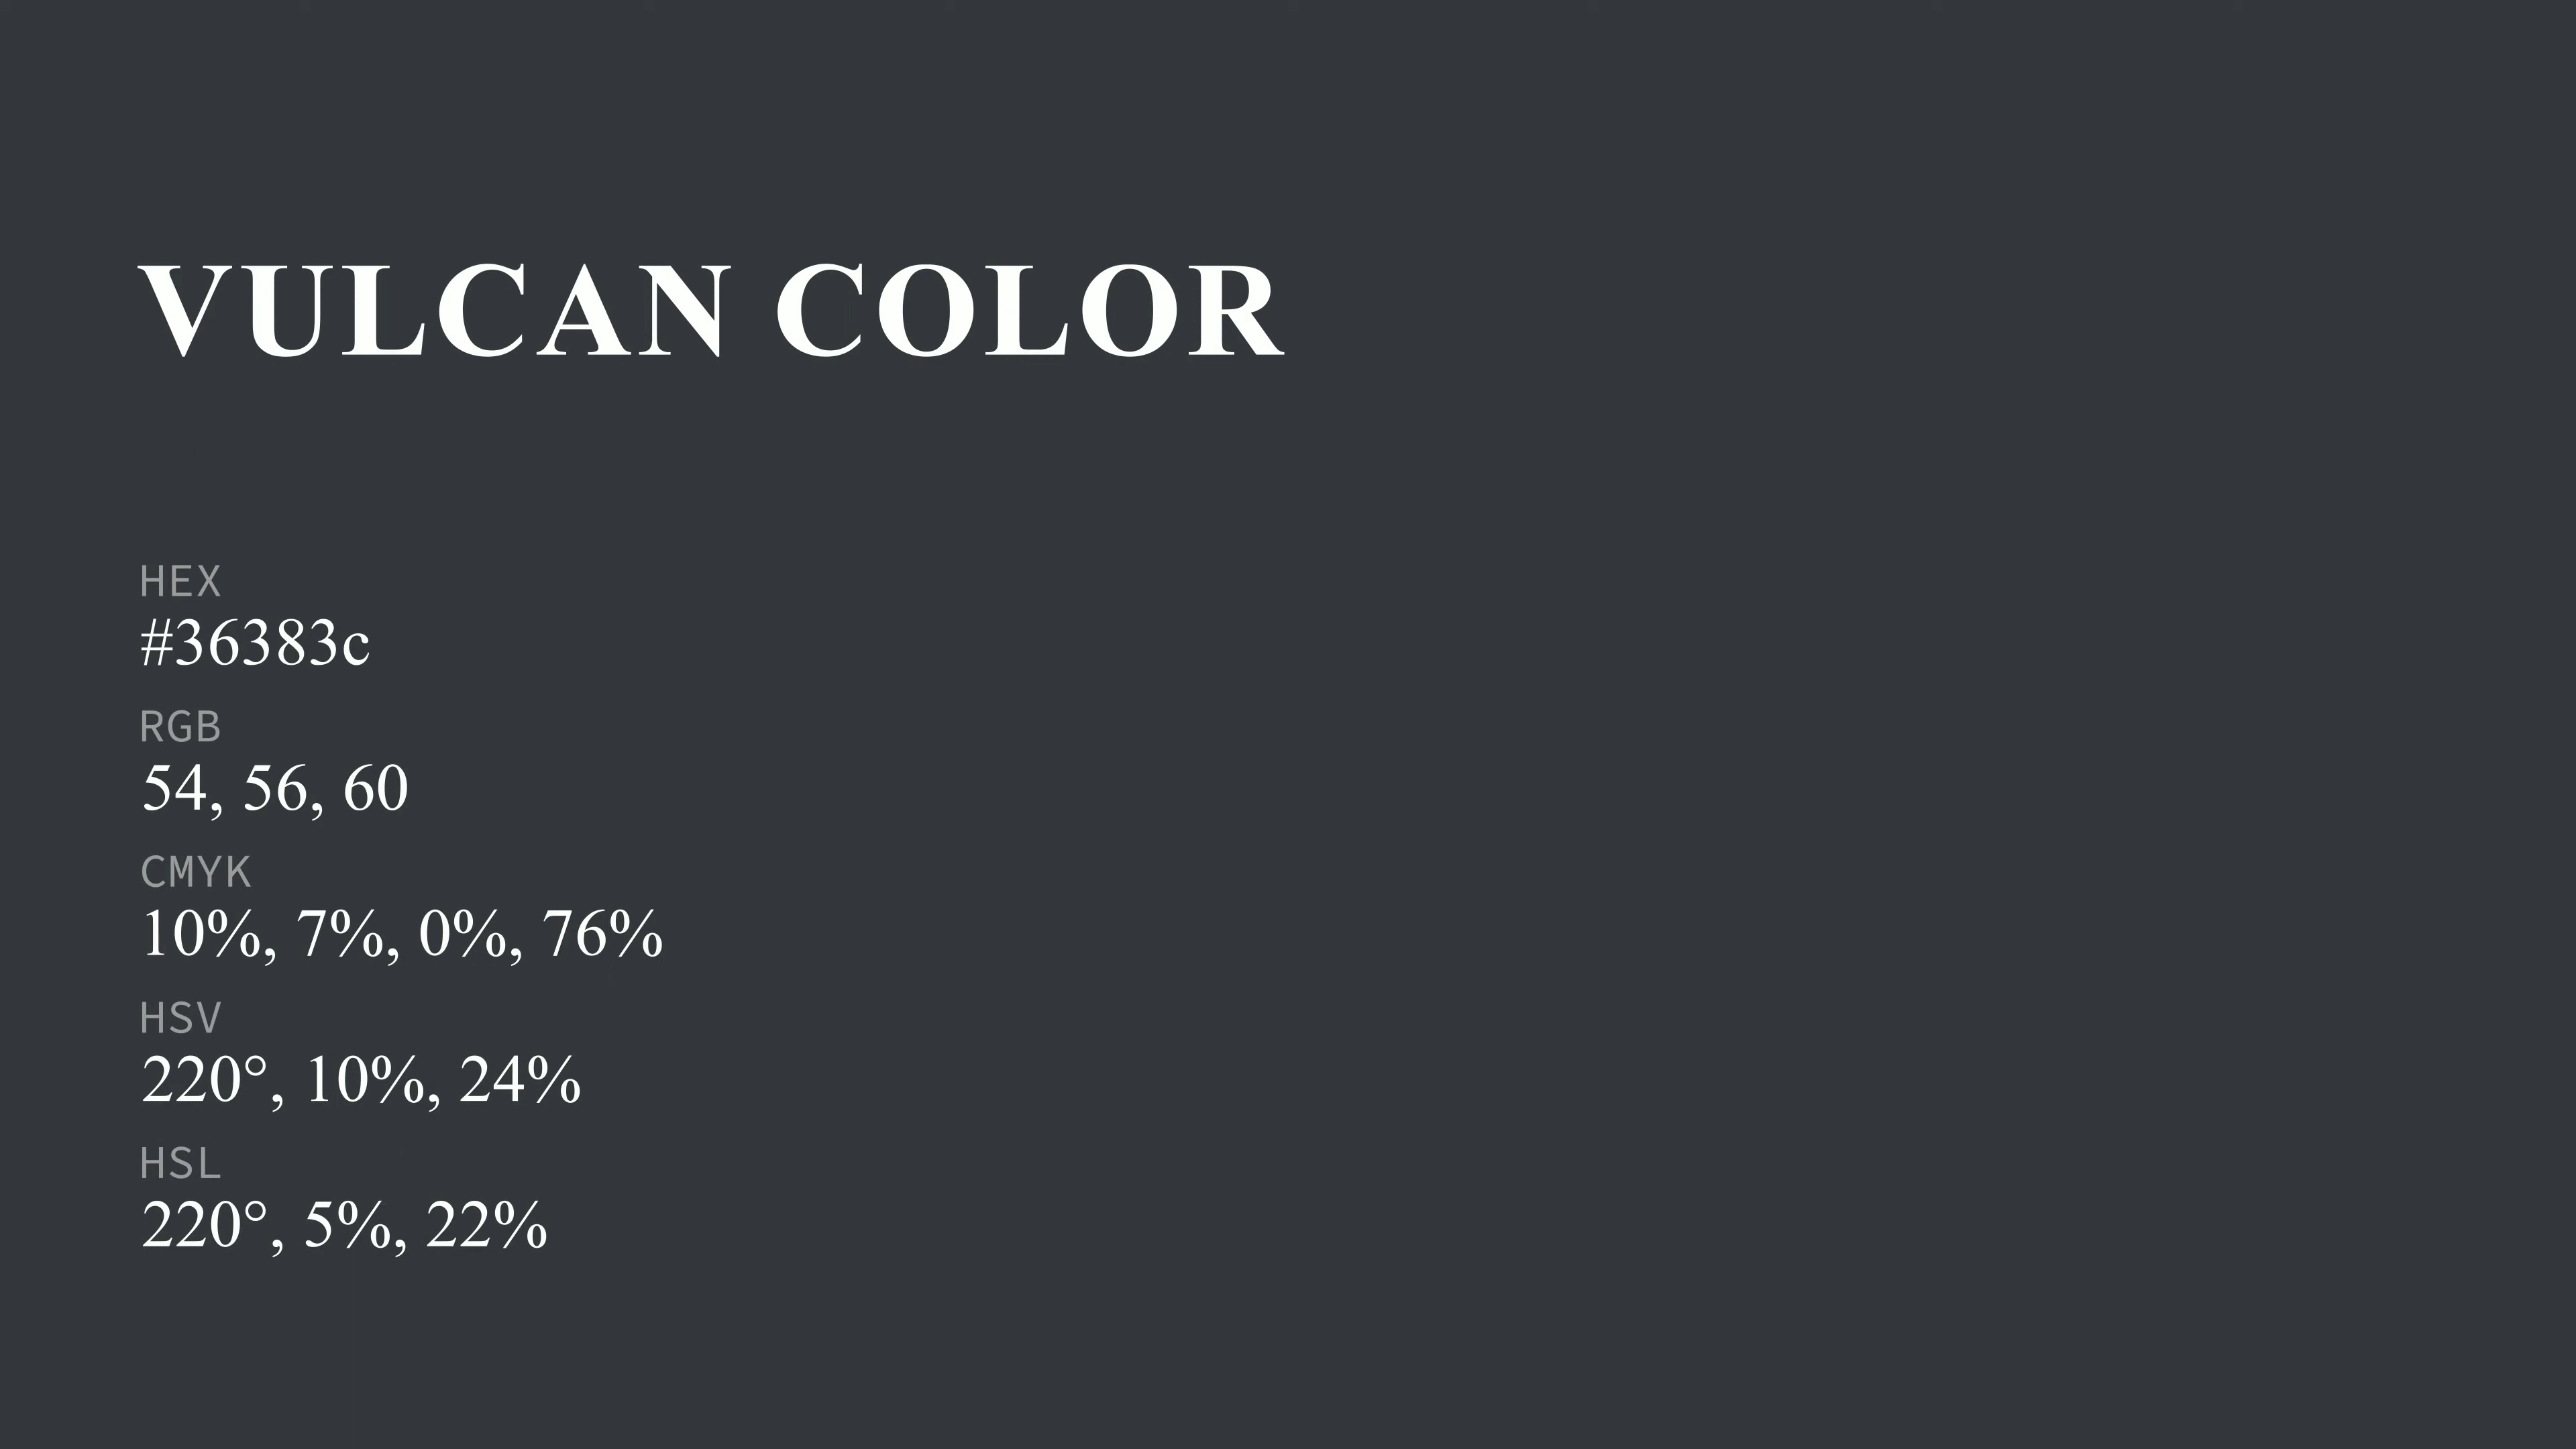 VULCAN COLOR
HEX
#36383c
RGB
54, 56, 60
CMYK
10%, 7%, 0%, 76%
HSV
220°, 10%, 24%
HSL
220°, 5%, 22%